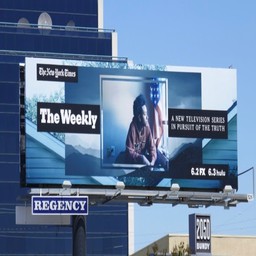 The New York Times
The Weekly
A NEW TELEVISION SERIES
IN PURSUIT OF THE TRUTH
6.2 FX 6.3 hulu
REGENCY
2050
BUNDY